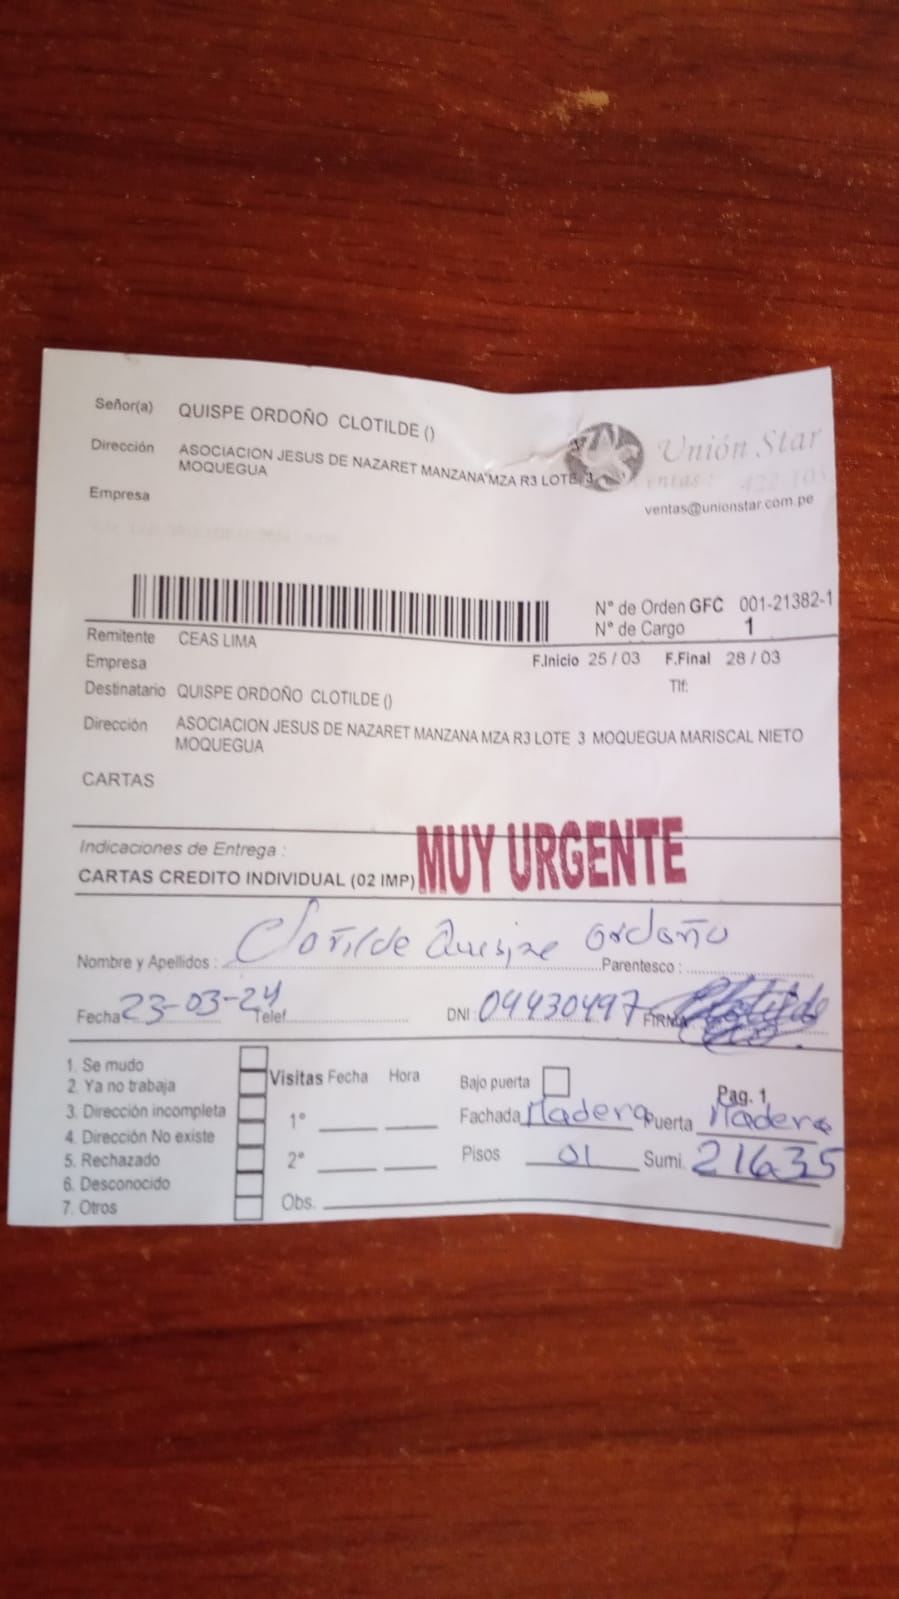 Señor(a) QUISPE ORDOÑO CLOTILDE ()
Dirección ASOCIACION JESUS DE NAZARET MANZANA MZA R3 LOTE 3
MOQUEGUA
Unión Star
Ventas :
Empresa
ventas@unionstar.com.pe
N° de Orden GFC 001-21382-1
N° de Cargo 1
Remitente CEAS LIMA
Empresa F.Inicio 25 / 03 F.Final 28 / 03
Destinatario QUISPE ORDOÑO CLOTILDE () Tlf:
Dirección ASOCIACION JESUS DE NAZARET MANZANA MZA R3 LOTE 3 MOQUEGUA MARISCAL NIETO
MOQUEGUA
CARTAS
Indicaciones de Entrega :
MUY URGENTE
CARTAS CREDITO INDIVIDUAL (02 IMP)
Nombre y Apellidos : Clotilde Quispe Ordoño Parentesco :
Fecha 23-03-24 Telef DNI : 04430497 FIRMA Clotilde
1. Se mudo
2. Ya no trabaja
3. Dirección incompleta
4. Dirección No existe
5. Rechazado
6. Desconocido
7. Otros
Visitas Fecha Hora
1°
2°
Obs.
Bajo puerta Pag. 1
Fachada Madera Puerta Madera
Pisos 01 Sumi. 21635